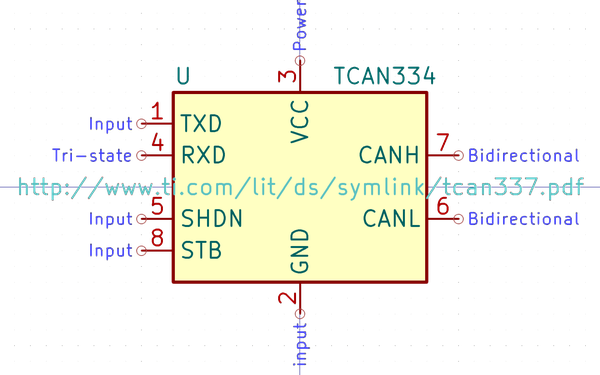 Power
3
U
TCAN334
VCC
Input
1
TXD
Tri-state
4
RXD
CANH
7
Bidirectional
http://www.ti.com/lit/ds/symlink/tcan337.pdf
Input
5
SHDN
CANL
6
Bidirectional
Input
8
STB
GND
2
input